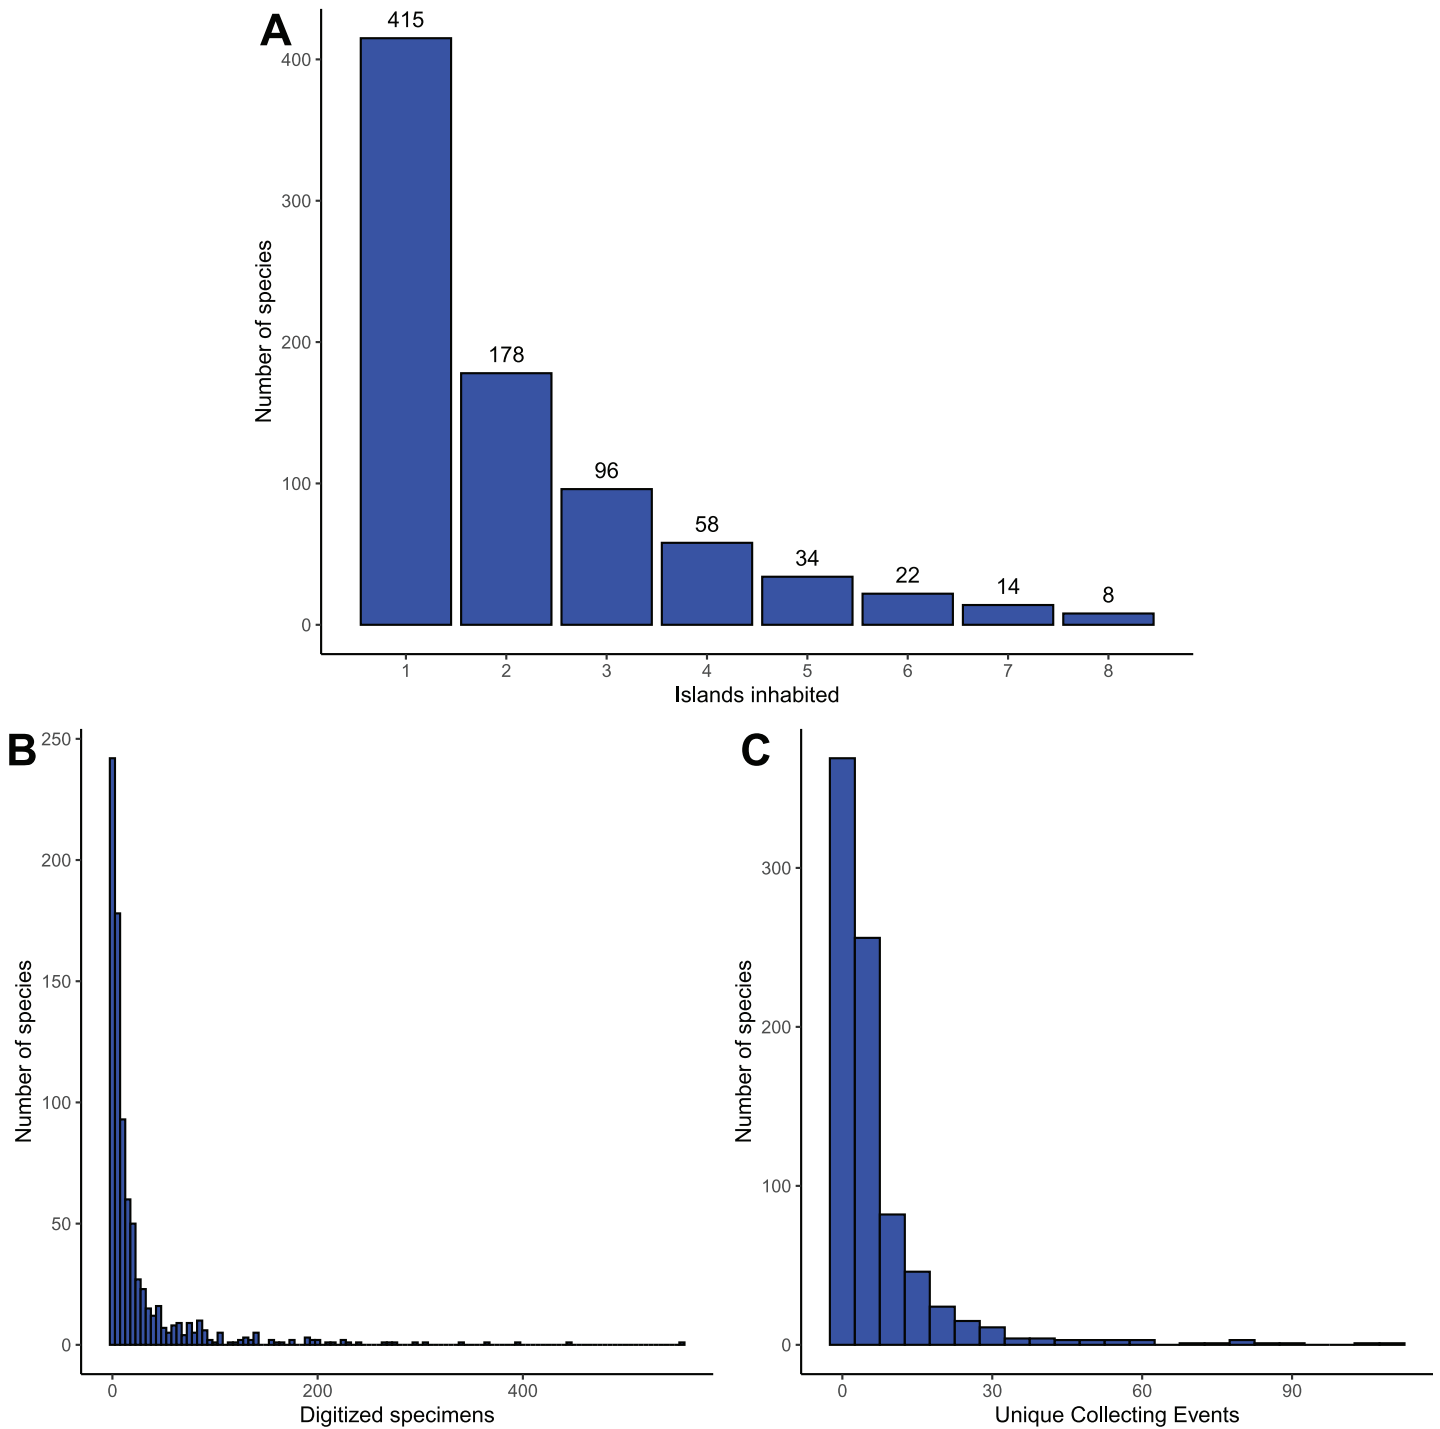 A
415
400
300
Number of species
200
178
100
96
58
34
22
14
8
0
1 2 3 4 5 6 7 8
Islands inhabited
B
250
200
150
Number of species
100
50
0
0 200 400
Digitized specimens
C
300
200
Number of species
100
0
0 30 60 90
Unique Collecting Events